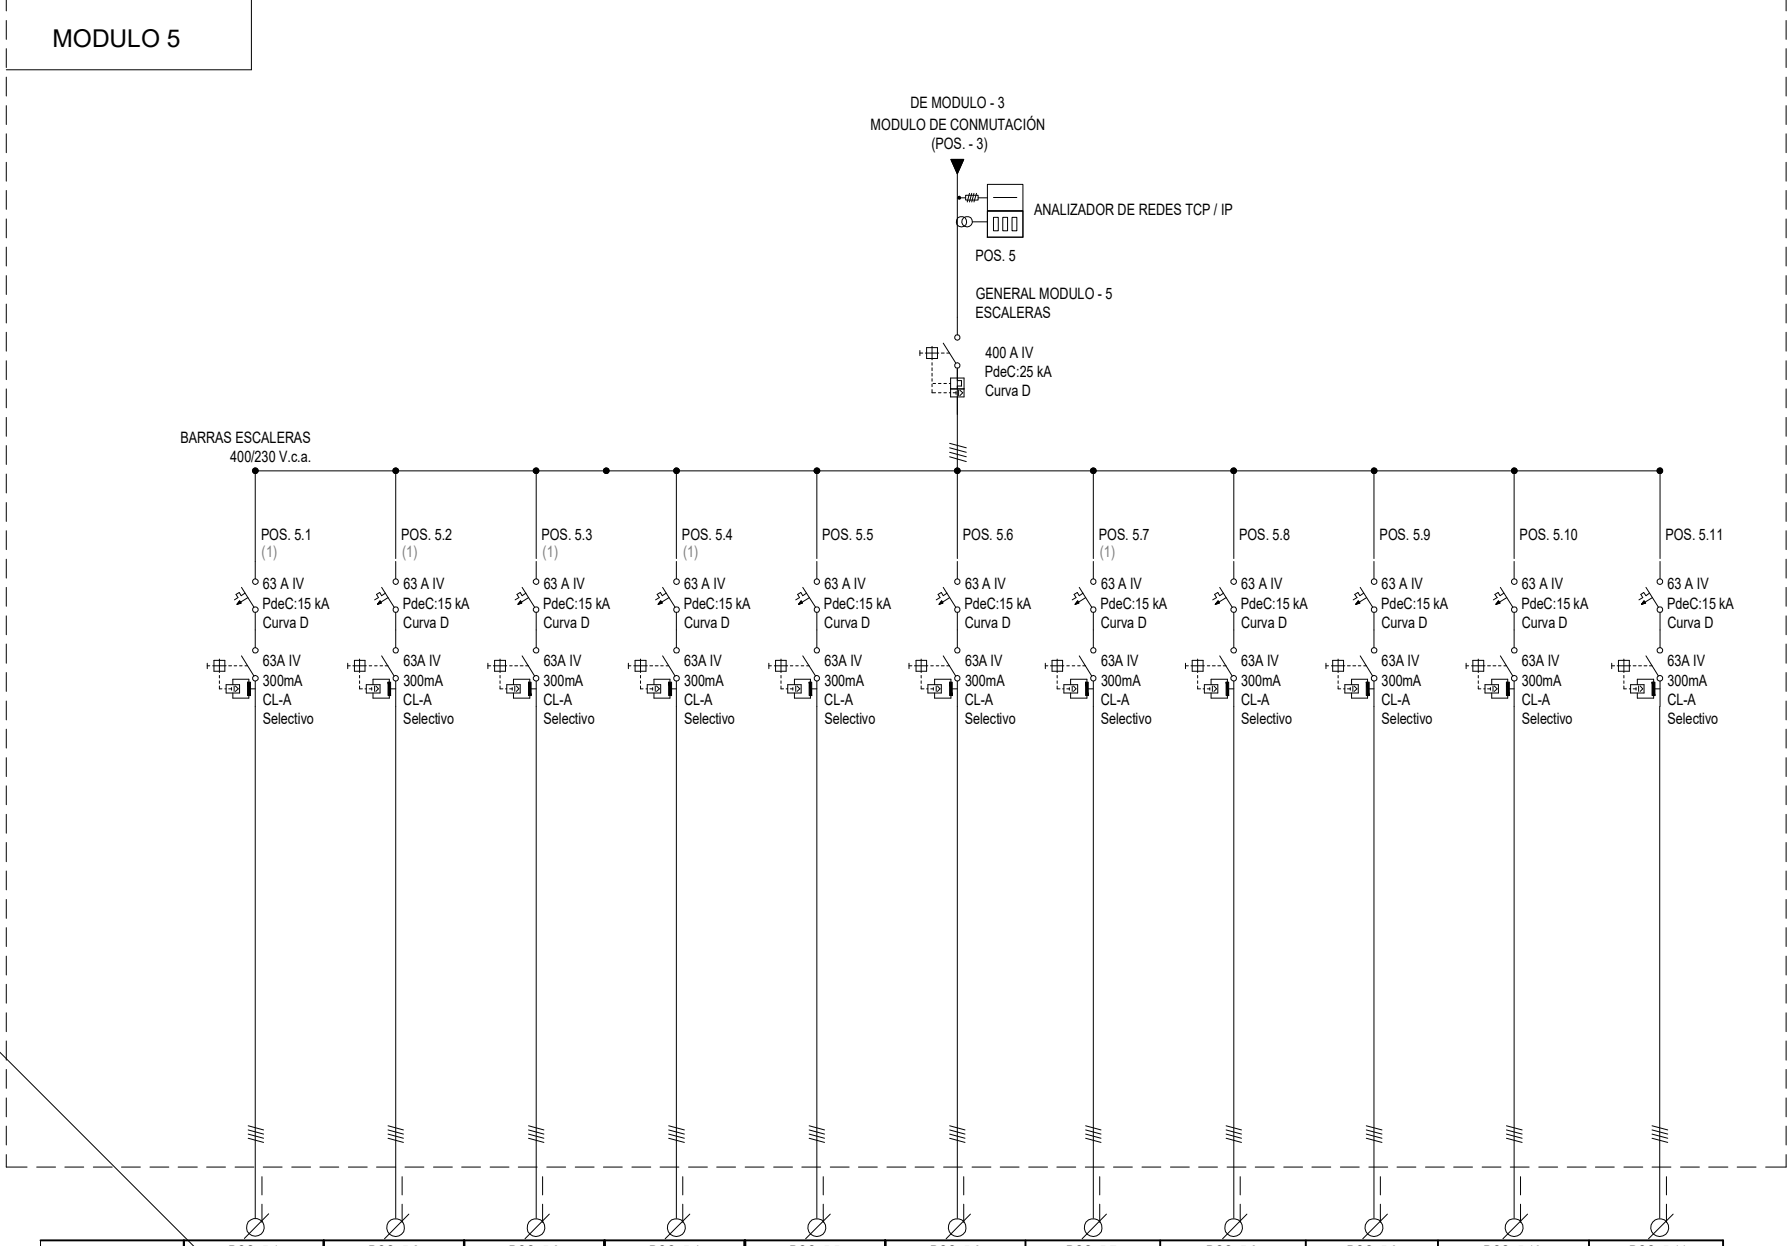 MODULO 5
DE MODULO - 3
MODULO DE CONMUTACIÓN
(POS. - 3)
ANALIZADOR DE REDES TCP / IP
POS. 5
GENERAL MODULO - 5
ESCALERAS
400 A IV
PdeC:25 kA
Curva D
BARRAS ESCALERAS
400/230 V.c.a.
POS. 5.1
(1)
63 A IV
PdeC:15 kA
Curva D
63A IV
300mA
CL-A
Selectivo
POS. 5.2
(1)
63 A IV
PdeC:15 kA
Curva D
63A IV
300mA
CL-A
Selectivo
POS. 5.3
(1)
63 A IV
PdeC:15 kA
Curva D
63A IV
300mA
CL-A
Selectivo
POS. 5.4
(1)
63 A IV
PdeC:15 kA
Curva D
63A IV
300mA
CL-A
Selectivo
POS. 5.5
63 A IV
PdeC:15 kA
Curva D
63A IV
300mA
CL-A
Selectivo
POS. 5.6
63 A IV
PdeC:15 kA
Curva D
63A IV
300mA
CL-A
Selectivo
POS. 5.7
(1)
63 A IV
PdeC:15 kA
Curva D
63A IV
300mA
CL-A
Selectivo
POS. 5.8
63 A IV
PdeC:15 kA
Curva D
63A IV
300mA
CL-A
Selectivo
POS. 5.9
63 A IV
PdeC:15 kA
Curva D
63A IV
300mA
CL-A
Selectivo
POS. 5.10
63 A IV
PdeC:15 kA
Curva D
63A IV
300mA
CL-A
Selectivo
POS. 5.11
63 A IV
PdeC:15 kA
Curva D
63A IV
300mA
CL-A
Selectivo